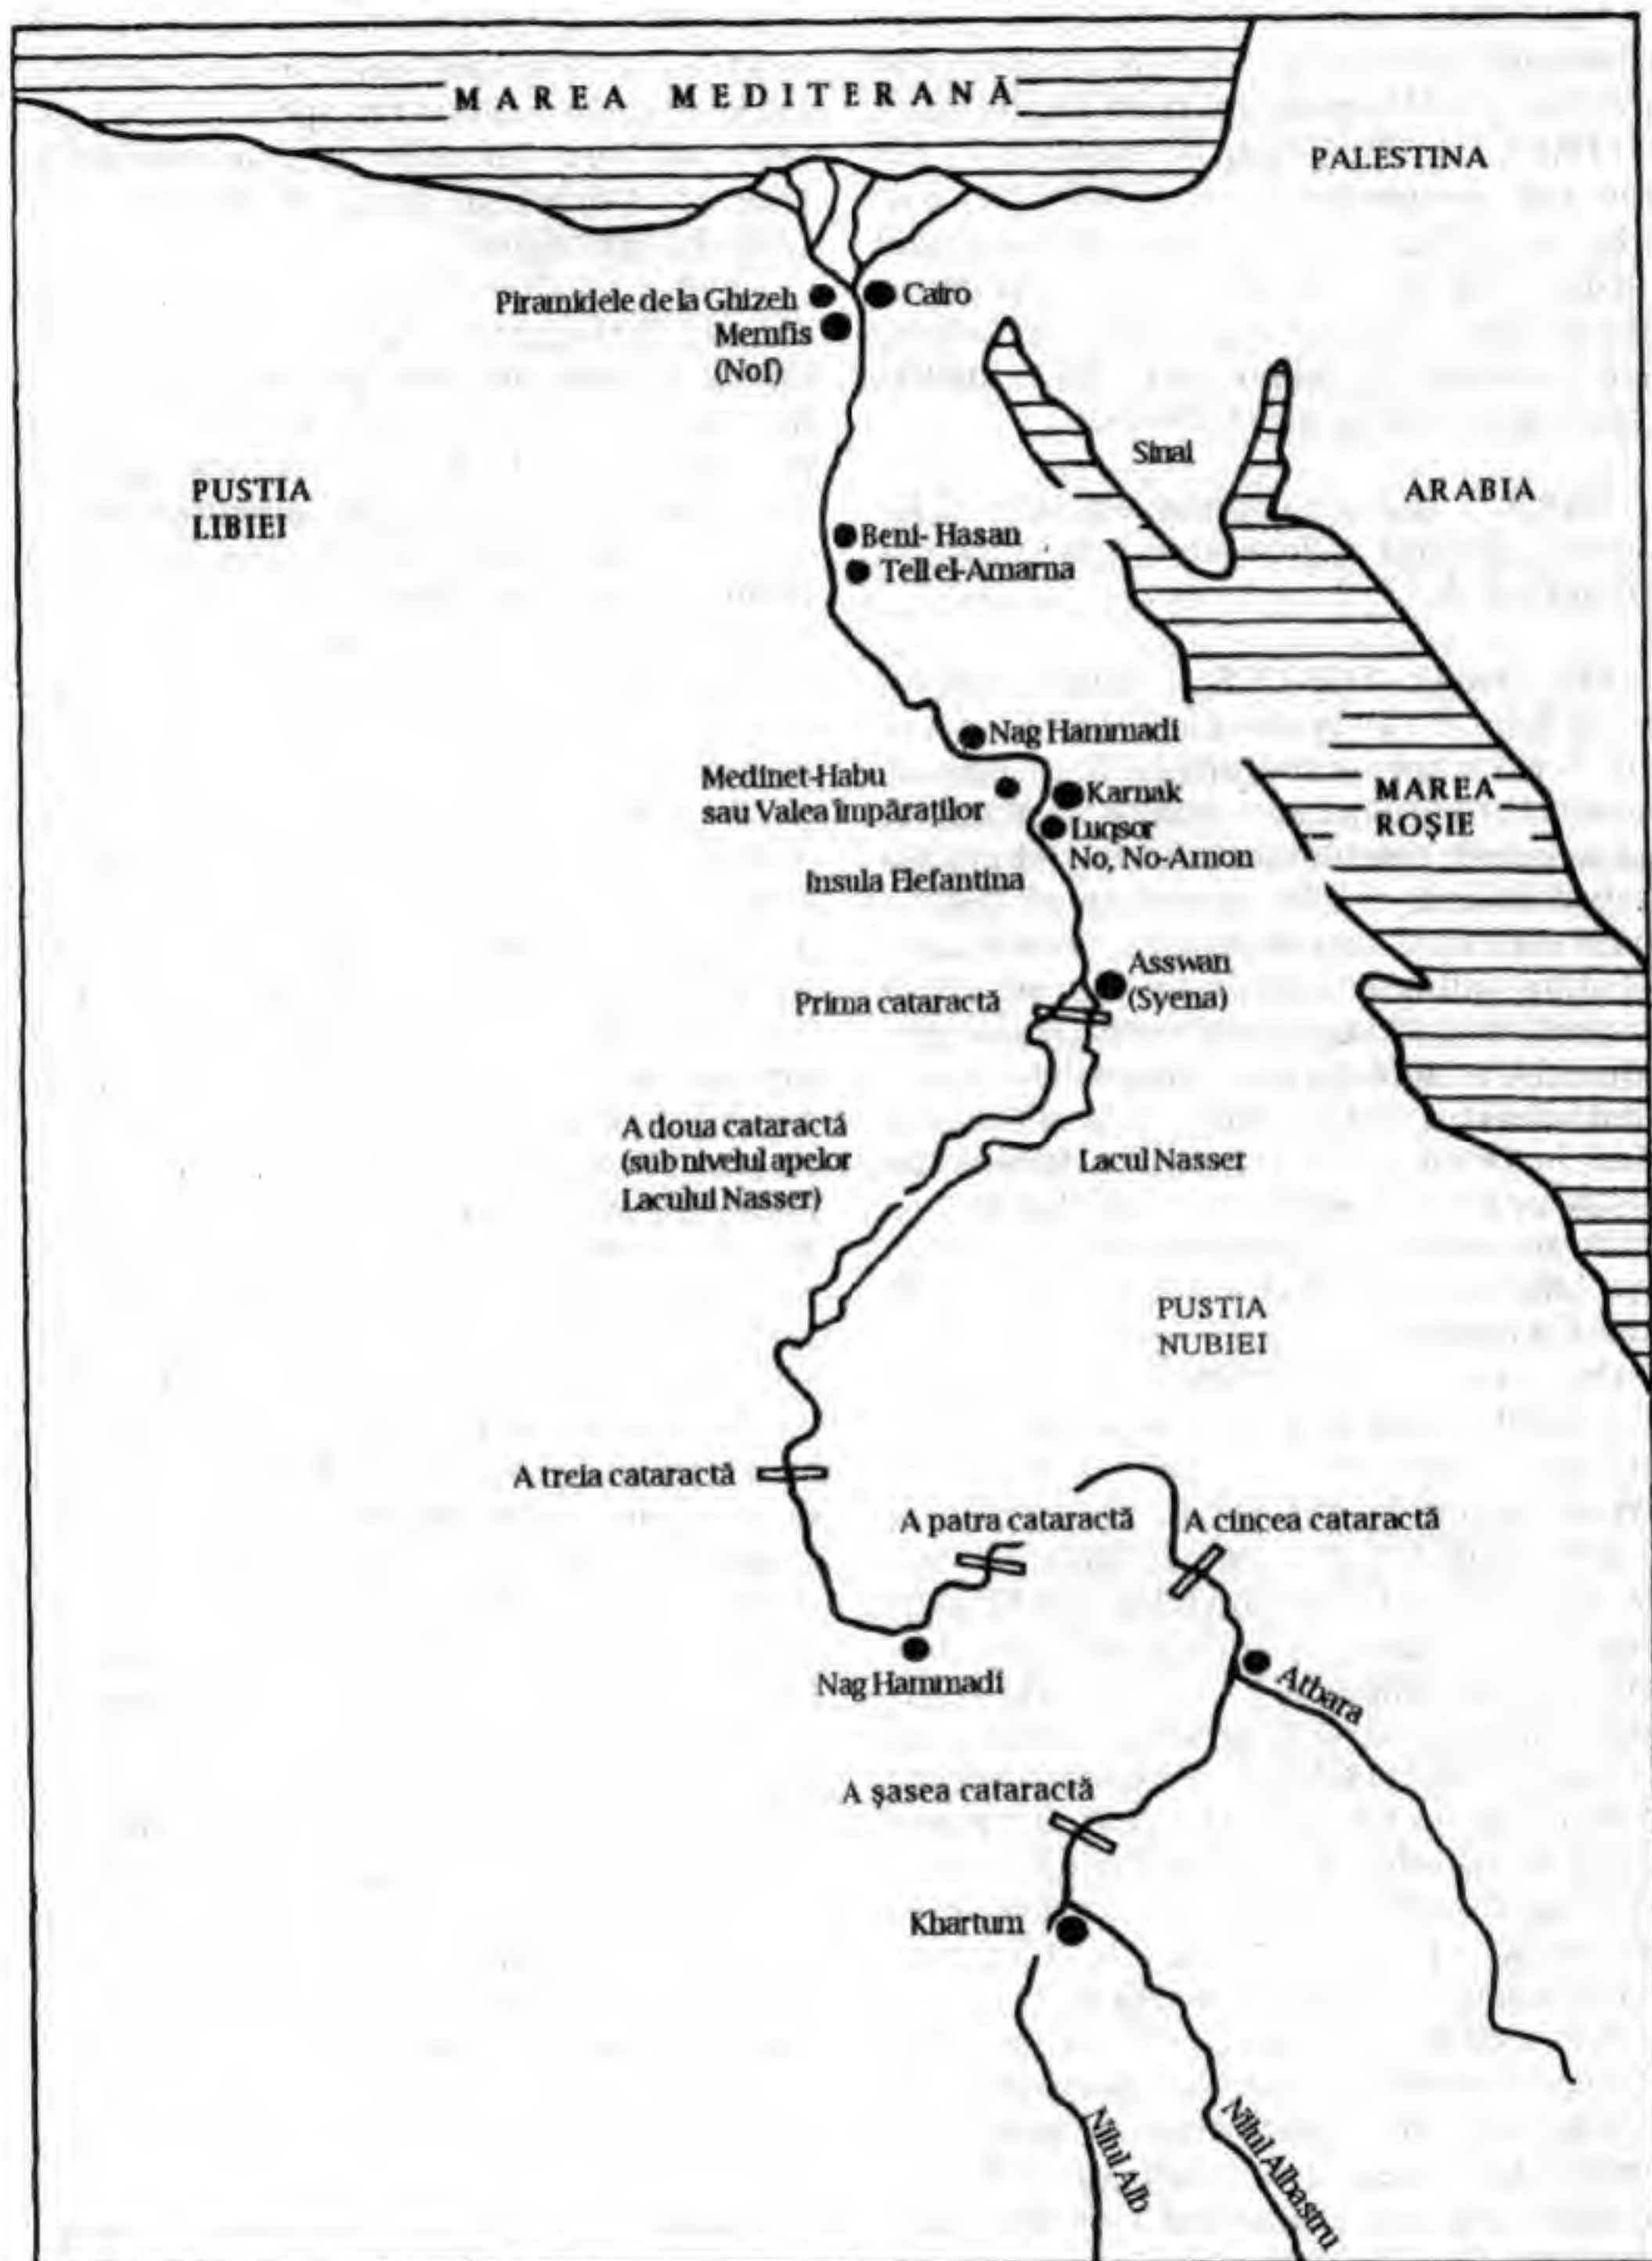 MAREA MEDITERANĂ
PALESTINA
Piramidele de la Ghizeh
Cairo
Memfis
(Nof)
Sinai
PUSTIA
LIBIEI
ARABIA
Beni- Hasan
Tell el-Amarna
Nag Hammadi
Medinet-Habu
sau Valea împăraţilor
Karnak
MAREA
ROŞIE
Luqsor
No, No-Amon
Insula Elefantina
Asswan
(Syena)
Prima cataractă
A doua cataractă
(sub nivelul apelor
Lacului Nasser)
Lacul Nasser
PUSTIA
NUBIEI
A treia cataractă
A patra cataractă
A cincea cataractă
Nag Hammadi
Atbara
A şasea cataractă
Khartum
Nilul Alb
Nilul Albastru